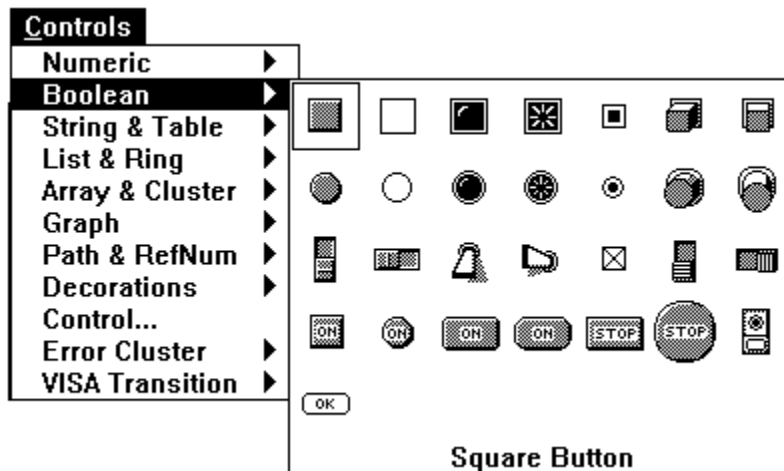 Controls
Numeric
Boolean
String & Table
List & Ring
Array & Cluster
Graph
Path & RefNum
Decorations
Control...
Error Cluster
VISA Transition
ON ON ON ON STOP STOP
OK
Square Button